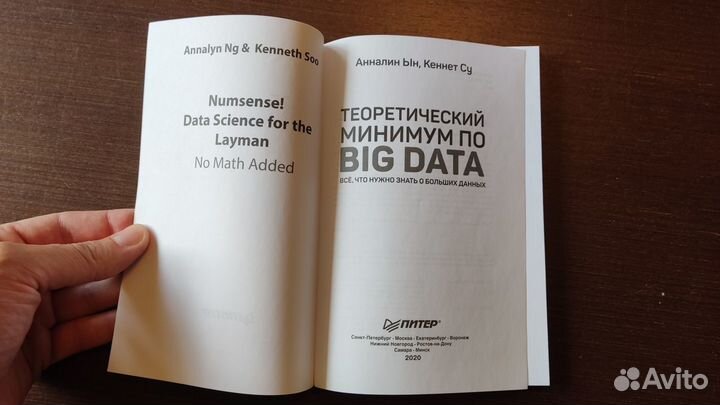 Annalyn Ng & Kenneth Soo
Numsense!
Data Science for the
Layman
No Math Added
Анналин Ын, Кеннет Су
ТЕОРЕТИЧЕСКИЙ
МИНИМУМ ПО
BIG DATA
ВСЁ, ЧТО НУЖНО ЗНАТЬ О БОЛЬШИХ ДАННЫХ
ПИТЕР®
Санкт-Петербург · Москва · Екатеринбург · Воронеж
Нижний Новгород · Ростов-на-Дону
Самара · Минск
2020
Avito